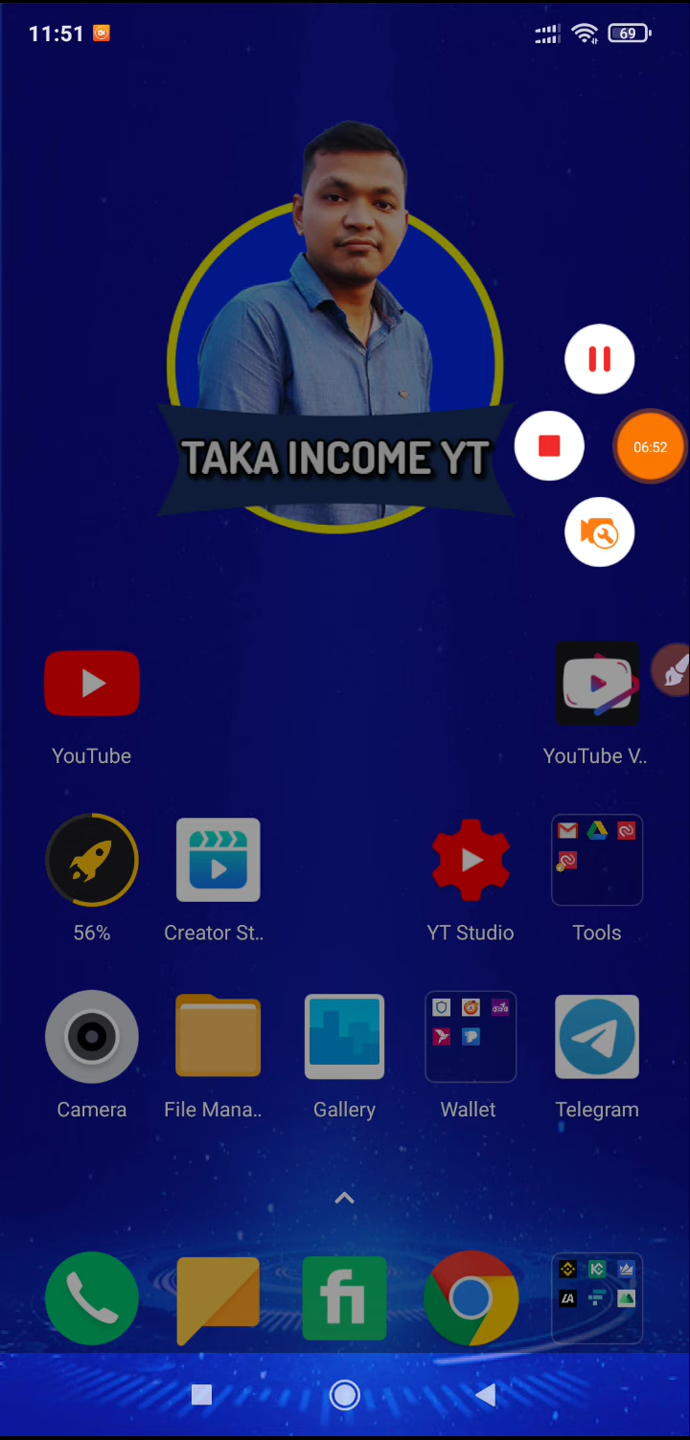 11:51
69
TAKA INCOME YT
06:52
YouTube
YouTube V..
56%
Creator St..
YT Studio
Tools
Camera
File Mana..
Gallery
Wallet
Telegram
fi